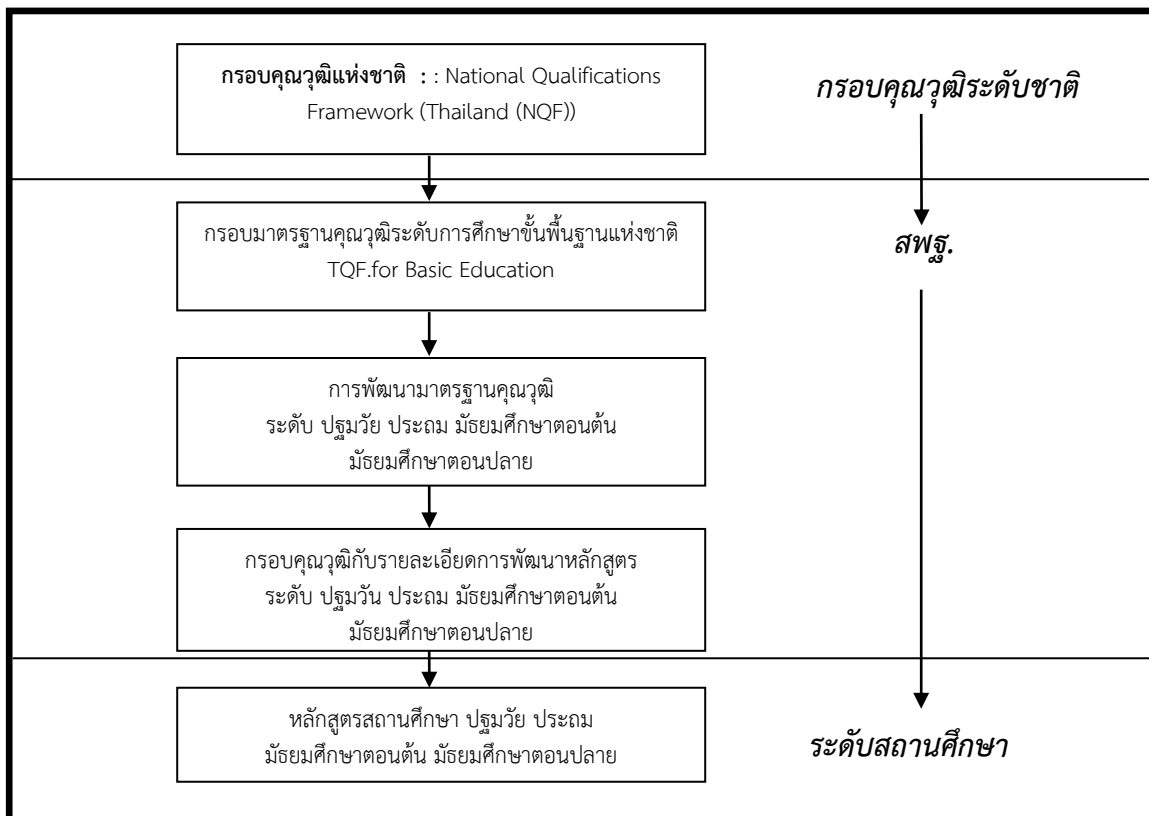 กรอบคุณวุฒิแห่งชาติ : : National Qualifications
Framework (Thailand (NQF))
กรอบคุณวุฒิระดับชาติ
กรอบมาตรฐานคุณวุฒิระดับการศึกษาขั้นพื้นฐานแห่งชาติ
TQF.for Basic Education
สพฐ.
การพัฒนามาตรฐานคุณวุฒิ
ระดับ ปฐมวัย ประถม มัธยมศึกษาตอนต้น
มัธยมศึกษาตอนปลาย
กรอบคุณวุฒิกับรายละเอียดการพัฒนาหลักสูตร
ระดับ ปฐมวัน ประถม มัธยมศึกษาตอนต้น
มัธยมศึกษาตอนปลาย
หลักสูตรสถานศึกษา ปฐมวัย ประถม
มัธยมศึกษาตอนต้น มัธยมศึกษาตอนปลาย
ระดับสถานศึกษา